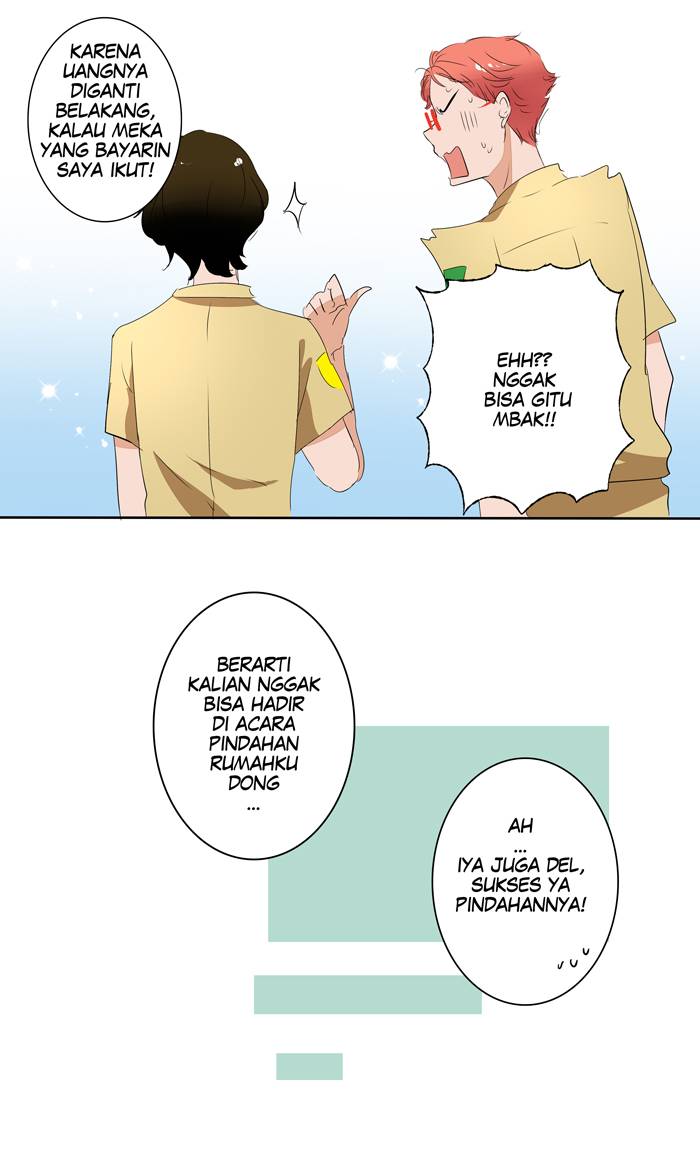 KARENA
UANGNYA
DIGANTI
BELAKANG,
KALAU MEKA
YANG BAYARIN
SAYA IKUT!
EHH??
NGGAK
BISA GITU
MBAK!!
BERARTI
KALIAN NGGAK
BISA HADIR
DI ACARA
PINDAHAN
RUMAHKU
DONG
...
AH
...
IYA JUGA DEL,
SUKSES YA
PINDAHANNYA!